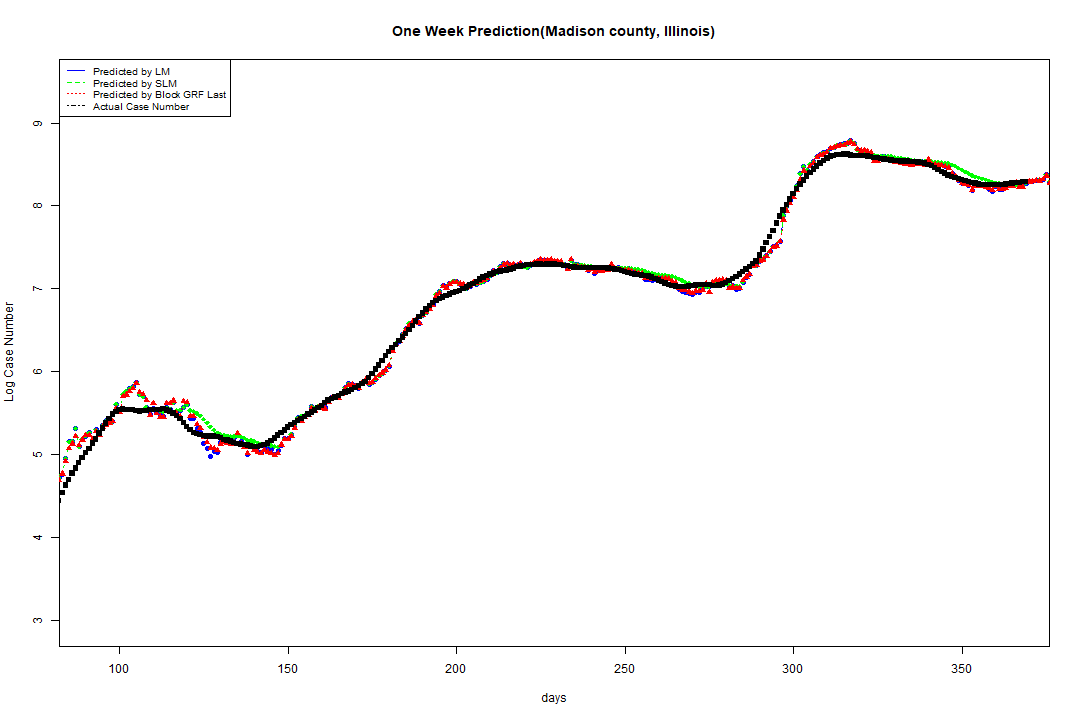 One Week Prediction(Madison county, Illinois)
Predicted by LM
Predicted by SLM
Predicted by Block GRF Last
Actual Case Number
Log Case Number
9
8
7
6
5
4
3
100 150 200 250 300 350
days